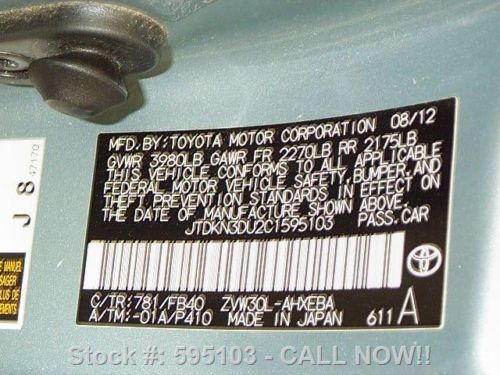 MFD. BY: TOYOTA MOTOR CORPORATION 08/12
GVWR 3980LB GAWR FR 2270LB RR 2175LB
THIS VEHICLE CONFORMS TO ALL APPLICABLE
FEDERAL MOTOR VEHICLE SAFETY, BUMPER, AND
THEFT PREVENTION STANDARDS IN EFFECT
ON THE DATE OF MANUFACTURE SHOWN ABOVE.
JTDKN3DU2C1595103 PASS.CAR
C/TR: 781/FB40 ZVW30L-AHXEBA
A/TM: -01A/P410 MADE IN JAPAN 611 A
J S 47170
E MANUEL
Stock #: 595103 - CALL NOW!!